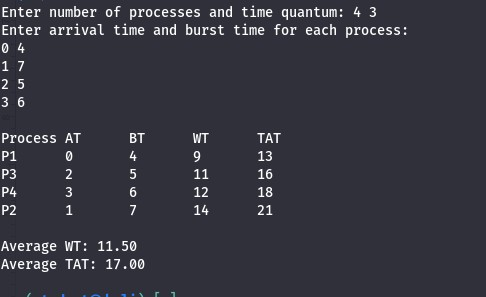 Enter number of processes and time quantum: 4 3
Enter arrival time and burst time for each process:
0 4
1 7
2 5
3 6
Process AT BT WT TAT
P1 0 4 9 13
P3 2 5 11 16
P4 3 6 12 18
P2 1 7 14 21
Average WT: 11.50
Average TAT: 17.00